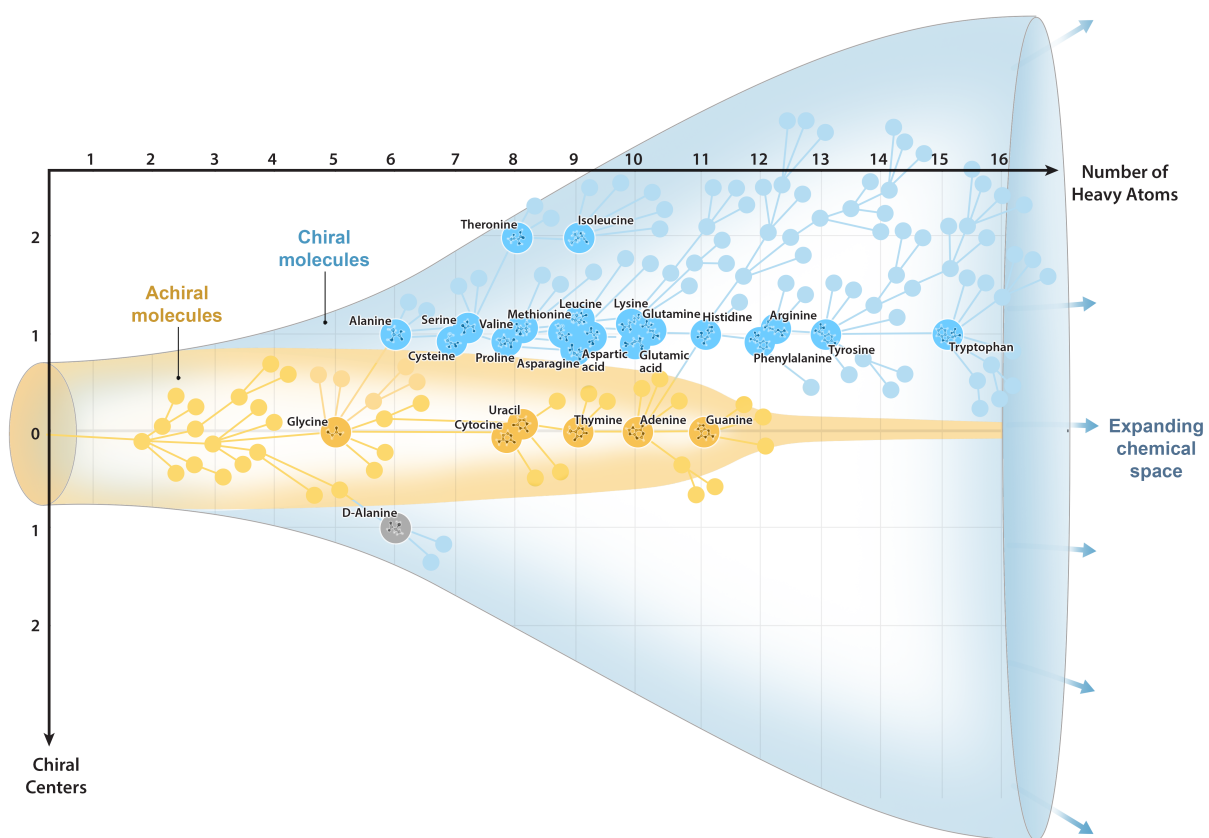 1 2 3 4 5 6 7 8 9 10 11 12 13 14 15 16
Number of
Heavy Atoms
2
Theronine
Isoleucine
Chiral
molecules
Achiral
molecules
1
Alanine
Serine
Cysteine
Valine
Proline
Methionine
Leucine
Asparagine
Aspartic
acid
Lysine
Glutamine
Glutamic
acid
Histidine
Arginine
Phenylalanine
Tyrosine
Tryptophan
0
Glycine
Uracil
Cytocine
Thymine
Adenine
Guanine
Expanding
chemical
space
D-Alanine
1
2
Chiral
Centers